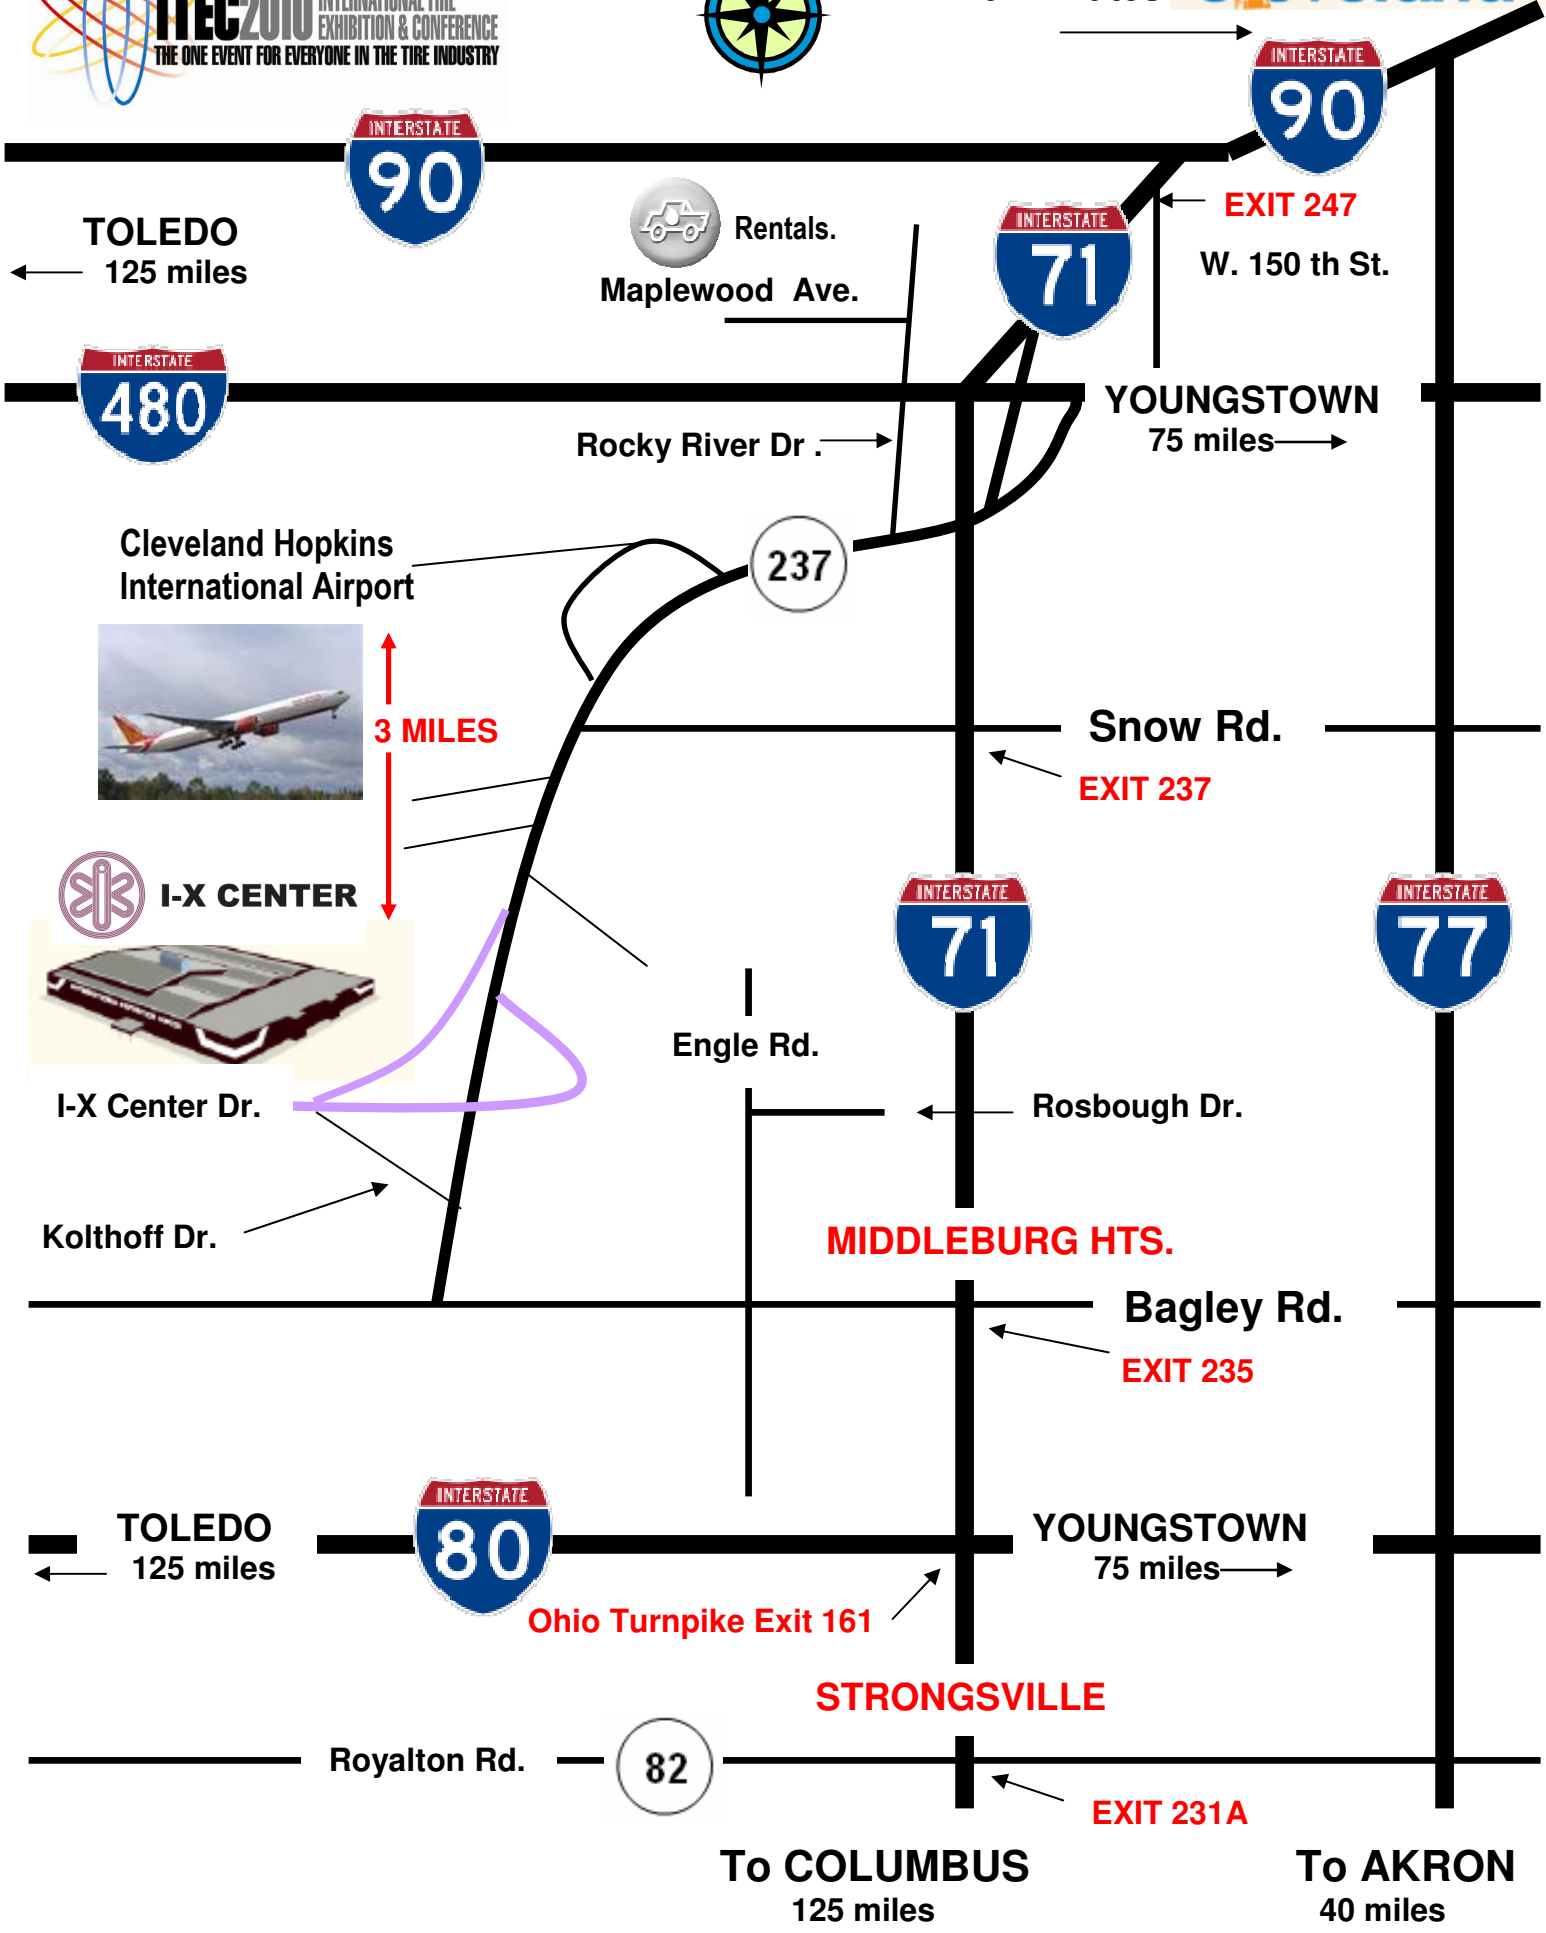 ITEC2010 INTERNATIONAL TIRE
EXHIBITION & CONFERENCE
THE ONE EVENT FOR EVERYONE IN THE TIRE INDUSTRY
INTERSTATE
90
INTERSTATE
90
EXIT 247
TOLEDO
125 miles
Rentals.
INTERSTATE
71
W. 150 th St.
Maplewood Ave.
INTERSTATE
480
YOUNGSTOWN
75 miles
Rocky River Dr .
Cleveland Hopkins
International Airport
237
3 MILES
Snow Rd.
EXIT 237
I-X CENTER
INTERSTATE
71
INTERSTATE
77
Engle Rd.
I-X Center Dr.
Rosbough Dr.
Kolthoff Dr.
MIDDLEBURG HTS.
Bagley Rd.
EXIT 235
INTERSTATE
80
TOLEDO
125 miles
YOUNGSTOWN
75 miles
Ohio Turnpike Exit 161
STRONGSVILLE
Royalton Rd.
82
EXIT 231A
To COLUMBUS
125 miles
To AKRON
40 miles